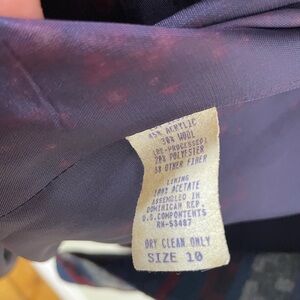 45% ACRYLIC
30% WOOL
(RE-PROCESSED)
20% POLYESTER
5% OTHER FIBER
LINING
100% ACETATE
ASSEMBLED IN
DOMINICAN REP.
U.S.COMPONTENTS
RN-53487
DRY CLEAN ONLY
SIZE 10